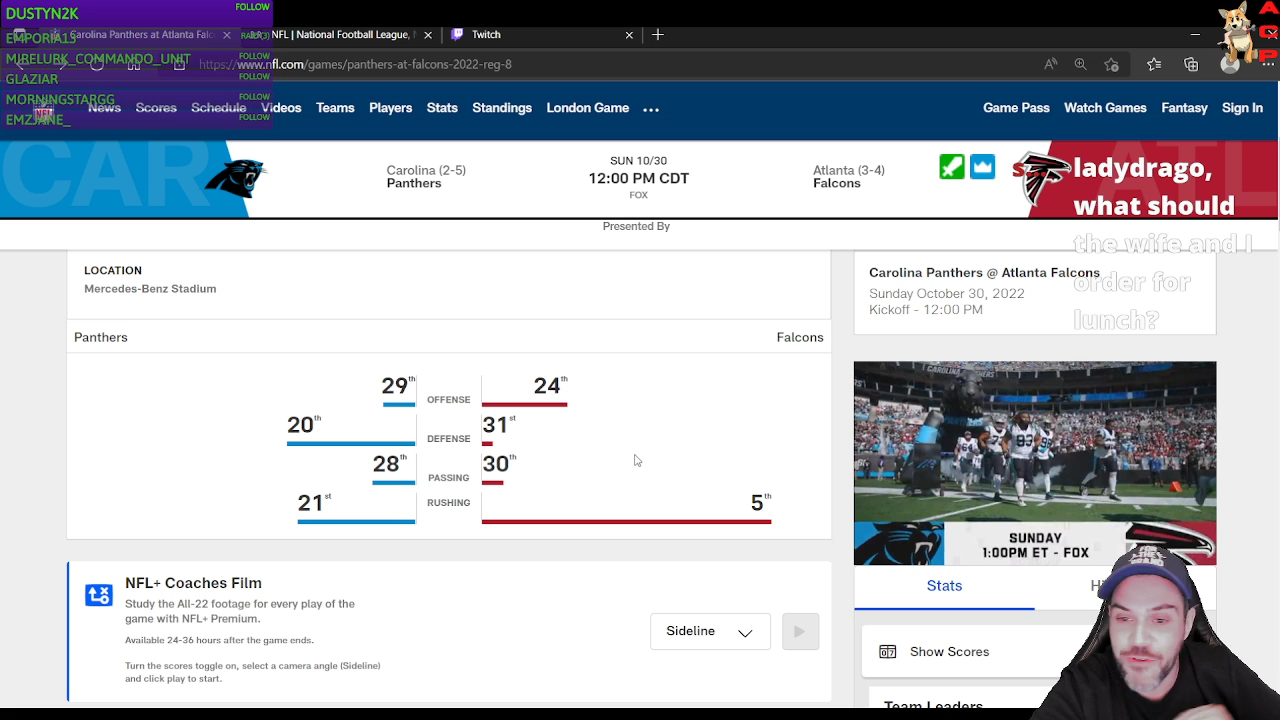 DUSTYN2K FOLLOW
EMPORIA13 RAID(3)
MIRELURK_COMMANDO_UNIT FOLLOW
GLAZIAR FOLLOW
MORNINGSTARGG FOLLOW
EMZJANE_ FOLLOW
Carolina Panthers at Atlanta Falc
NFL | National Football League,
Twitch
https://www.nfl.com/games/panthers-at-falcons-2022-reg-8
A
C
P
News Scores Schedule Videos Teams Players Stats Standings London Game ...
Game Pass Watch Games Fantasy Sign In
CAR
Carolina (2-5)
Panthers
SUN 10/30
12:00 PM CDT
FOX
Atlanta (3-4)
Falcons
ATL
ladydrago,
what should
the wife and I
order for
lunch?
Presented By
LOCATION
Mercedes-Benz Stadium
Carolina Panthers @ Atlanta Falcons
Sunday October 30, 2022
Kickoff - 12:00 PM
Panthers Falcons
29th OFFENSE 24th
20th DEFENSE 31st
28th PASSING 30th
21st RUSHING 5th
SUNDAY
1:00PM ET - FOX
NFL+ Coaches Film
Study the All-22 footage for every play of the
game with NFL+ Premium.
Available 24-36 hours after the game ends.
Turn the scores toggle on, select a camera angle (Sideline)
and click play to start.
Sideline
Stats
Show Scores
Team Leaders